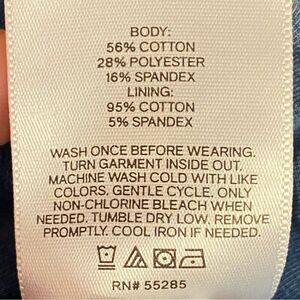 BODY:
56% COTTON
28% POLYESTER
16% SPANDEX
LINING:
95% COTTON
5% SPANDEX
WASH ONCE BEFORE WEARING.
TURN GARMENT INSIDE OUT,
MACHINE WASH COLD WITH LIKE
COLORS. GENTLE CYCLE. ONLY
NON-CHLORINE BLEACH WHEN
NEEDED. TUMBLE DRY LOW, REMOVE
PROMPTLY. COOL IRON IF NEEDED.
RN# 55285